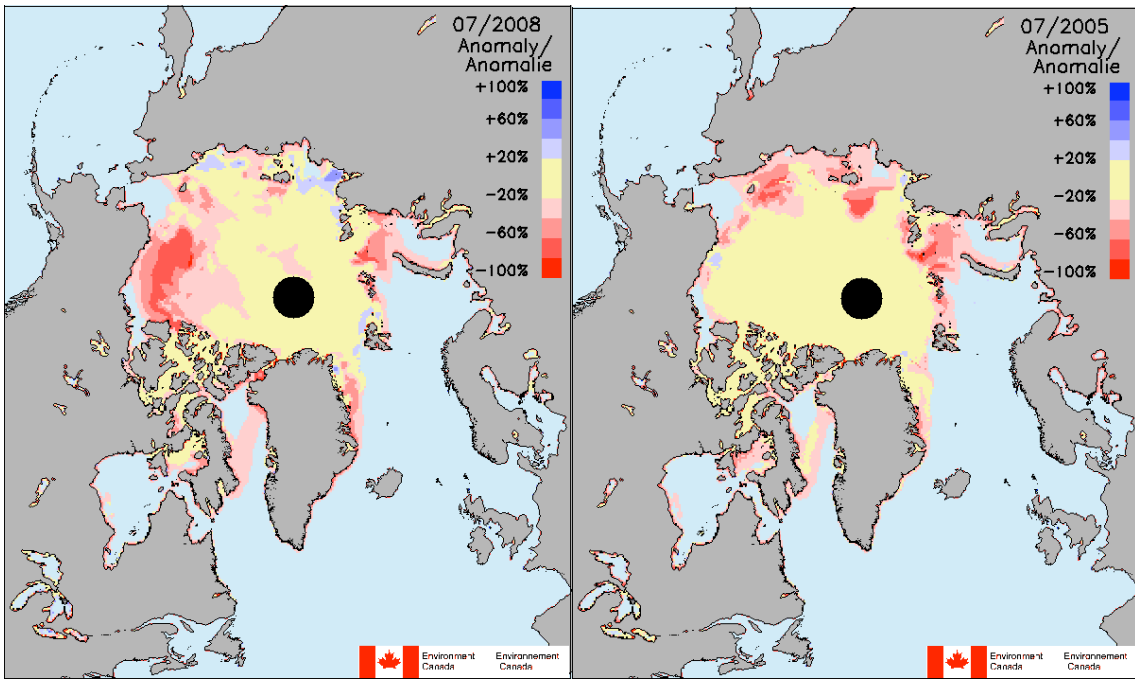 07/2008
Anomaly/
Anomalie
+100%
+60%
+20%
-20%
-60%
-100%
Environment Environnement
Canada Canada
07/2005
Anomaly/
Anomalie
+100%
+60%
+20%
-20%
-60%
-100%
Environment Environnement
Canada Canada